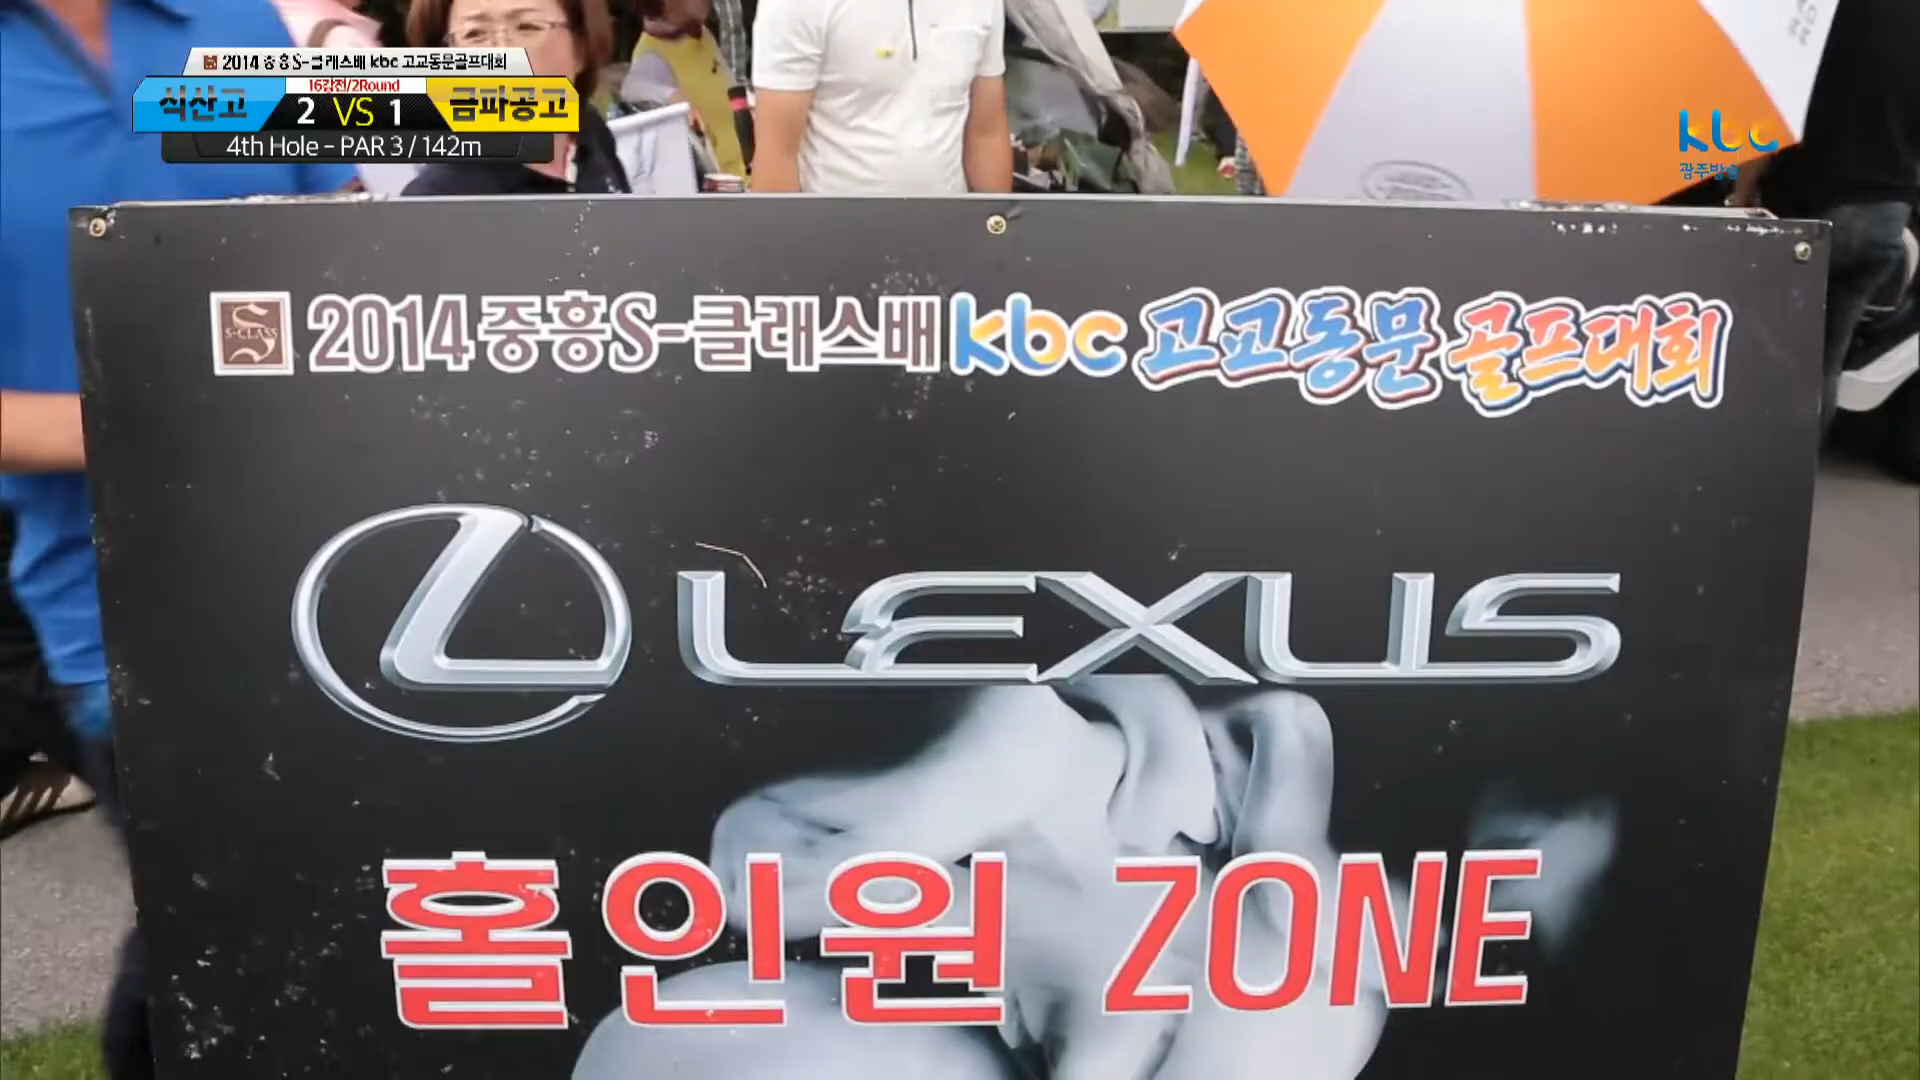 2014 중흥S-클래스배 kbc 고교동문골프대회
16강전/2Round
석산고 2 VS 1 금파공고
4th Hole - PAR 3 / 142m
kbc
광주방송
S-CLASS 2014 중흥S-클래스배 kbc 고교동문 골프대회
LEXUS
홀인원 ZONE